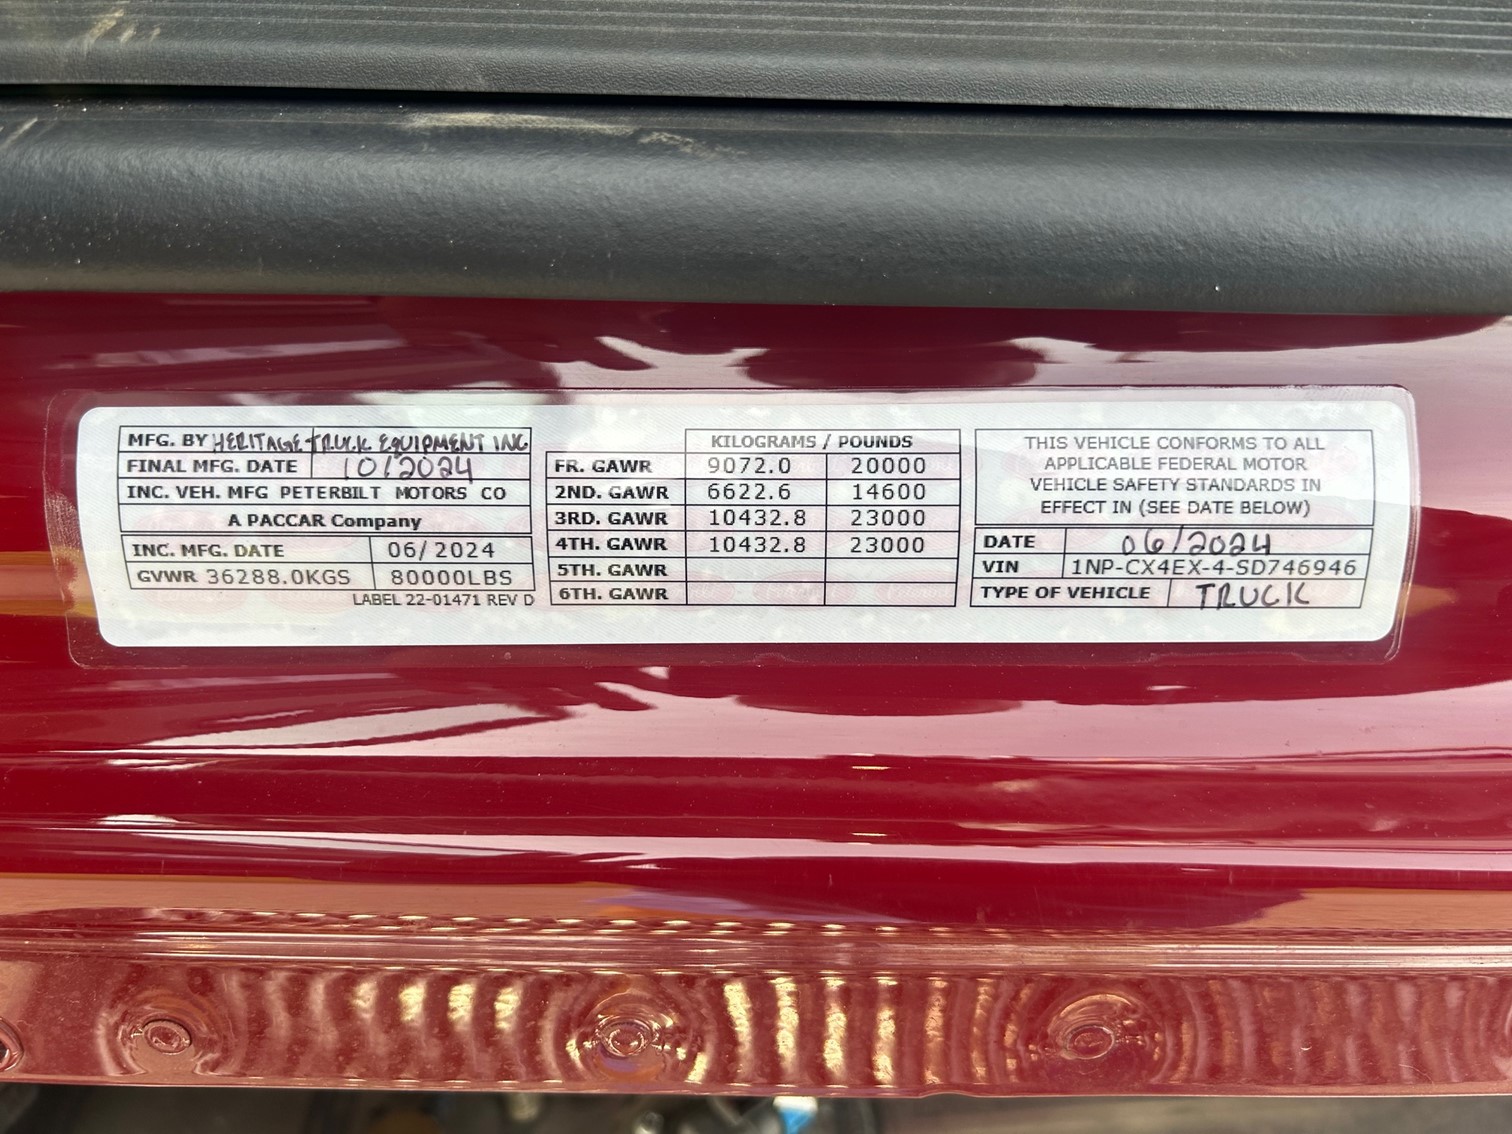 MFG. BY HERITAGE TRUCK EQUIPMENT INC
FINAL MFG. DATE 10/2024
INC. VEH. MFG PETERBILT MOTORS CO
A PACCAR Company
INC. MFG. DATE 06/2024
GVWR 36288.0KGS 80000LBS
LABEL 22-01471 REV D
KILOGRAMS / POUNDS
FR. GAWR 9072.0 20000
2ND. GAWR 6622.6 14600
3RD. GAWR 10432.8 23000
4TH. GAWR 10432.8 23000
5TH. GAWR
6TH. GAWR
THIS VEHICLE CONFORMS TO ALL
APPLICABLE FEDERAL MOTOR
VEHICLE SAFETY STANDARDS IN
EFFECT IN (SEE DATE BELOW)
DATE 06/2024
VIN 1NP-CX4EX-4-SD746946
TYPE OF VEHICLE TRUCK